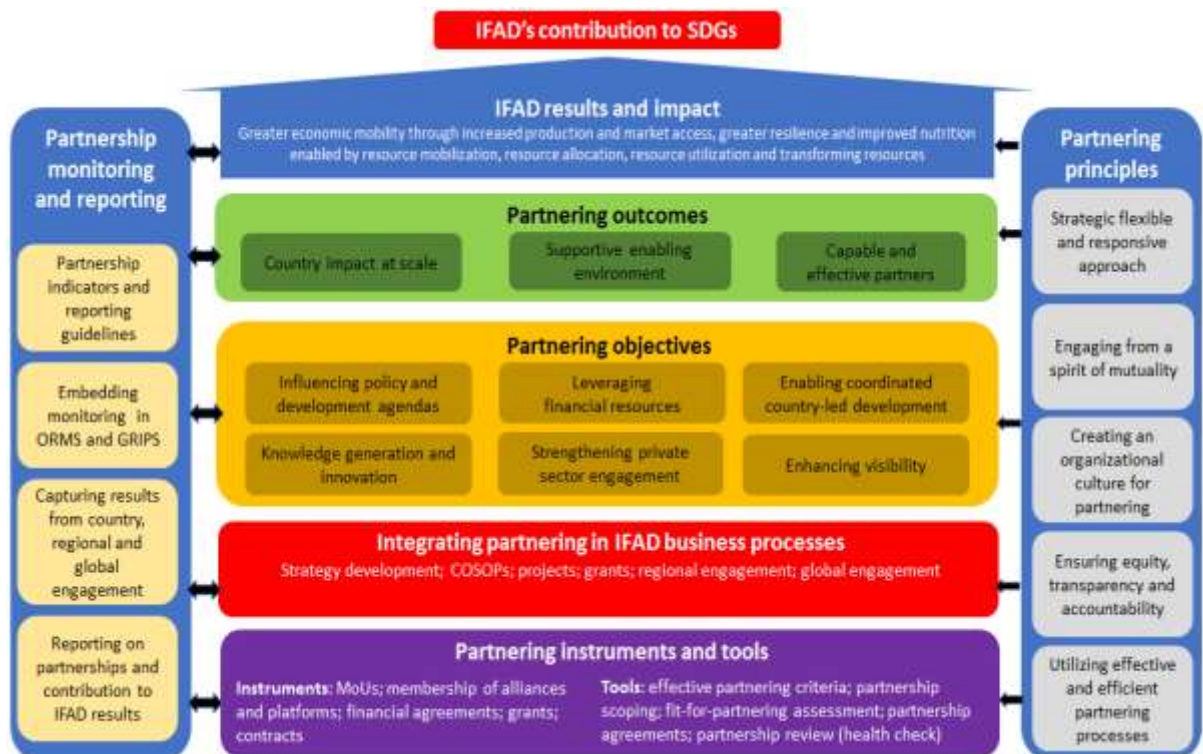 IFAD's contribution to SDGs
IFAD results and impact
Greater economic mobility through increased production and market access, greater resilience and improved nutrition
enabled by resource mobilization, resource allocation, resource utilization and transforming resources
Partnership
monitoring
and reporting
Partnership
indicators and
reporting
guidelines
Embedding
monitoring in
ORMS and GRIPS
Capturing results
from country,
regional and
global
engagement
Reporting on
partnerships and
contribution to
IFAD results
Partnering outcomes
Country impact at scale
Supportive enabling
environment
Capable and
effective partners
Partnering objectives
Influencing policy and
development agendas
Leveraging
financial resources
Enabling coordinated
country-led development
Knowledge generation and
innovation
Strengthening private
sector engagement
Enhancing visibility
Integrating partnering in IFAD business processes
Strategy development; COSOPs; projects; grants; regional engagement; global engagement
Partnering instruments and tools
Instruments: MoUs; membership of alliances
and platforms; financial agreements; grants;
contracts
Tools: effective partnering criteria; partnership
scoping; fit-for-partnering assessment; partnership
agreements; partnership review (health check)
Partnering
principles
Strategic flexible
and responsive
approach
Engaging from a
spirit of mutuality
Creating an
organizational
culture for
partnering
Ensuring equity,
transparency and
accountability
Utilizing effective
and efficient
partnering
processes